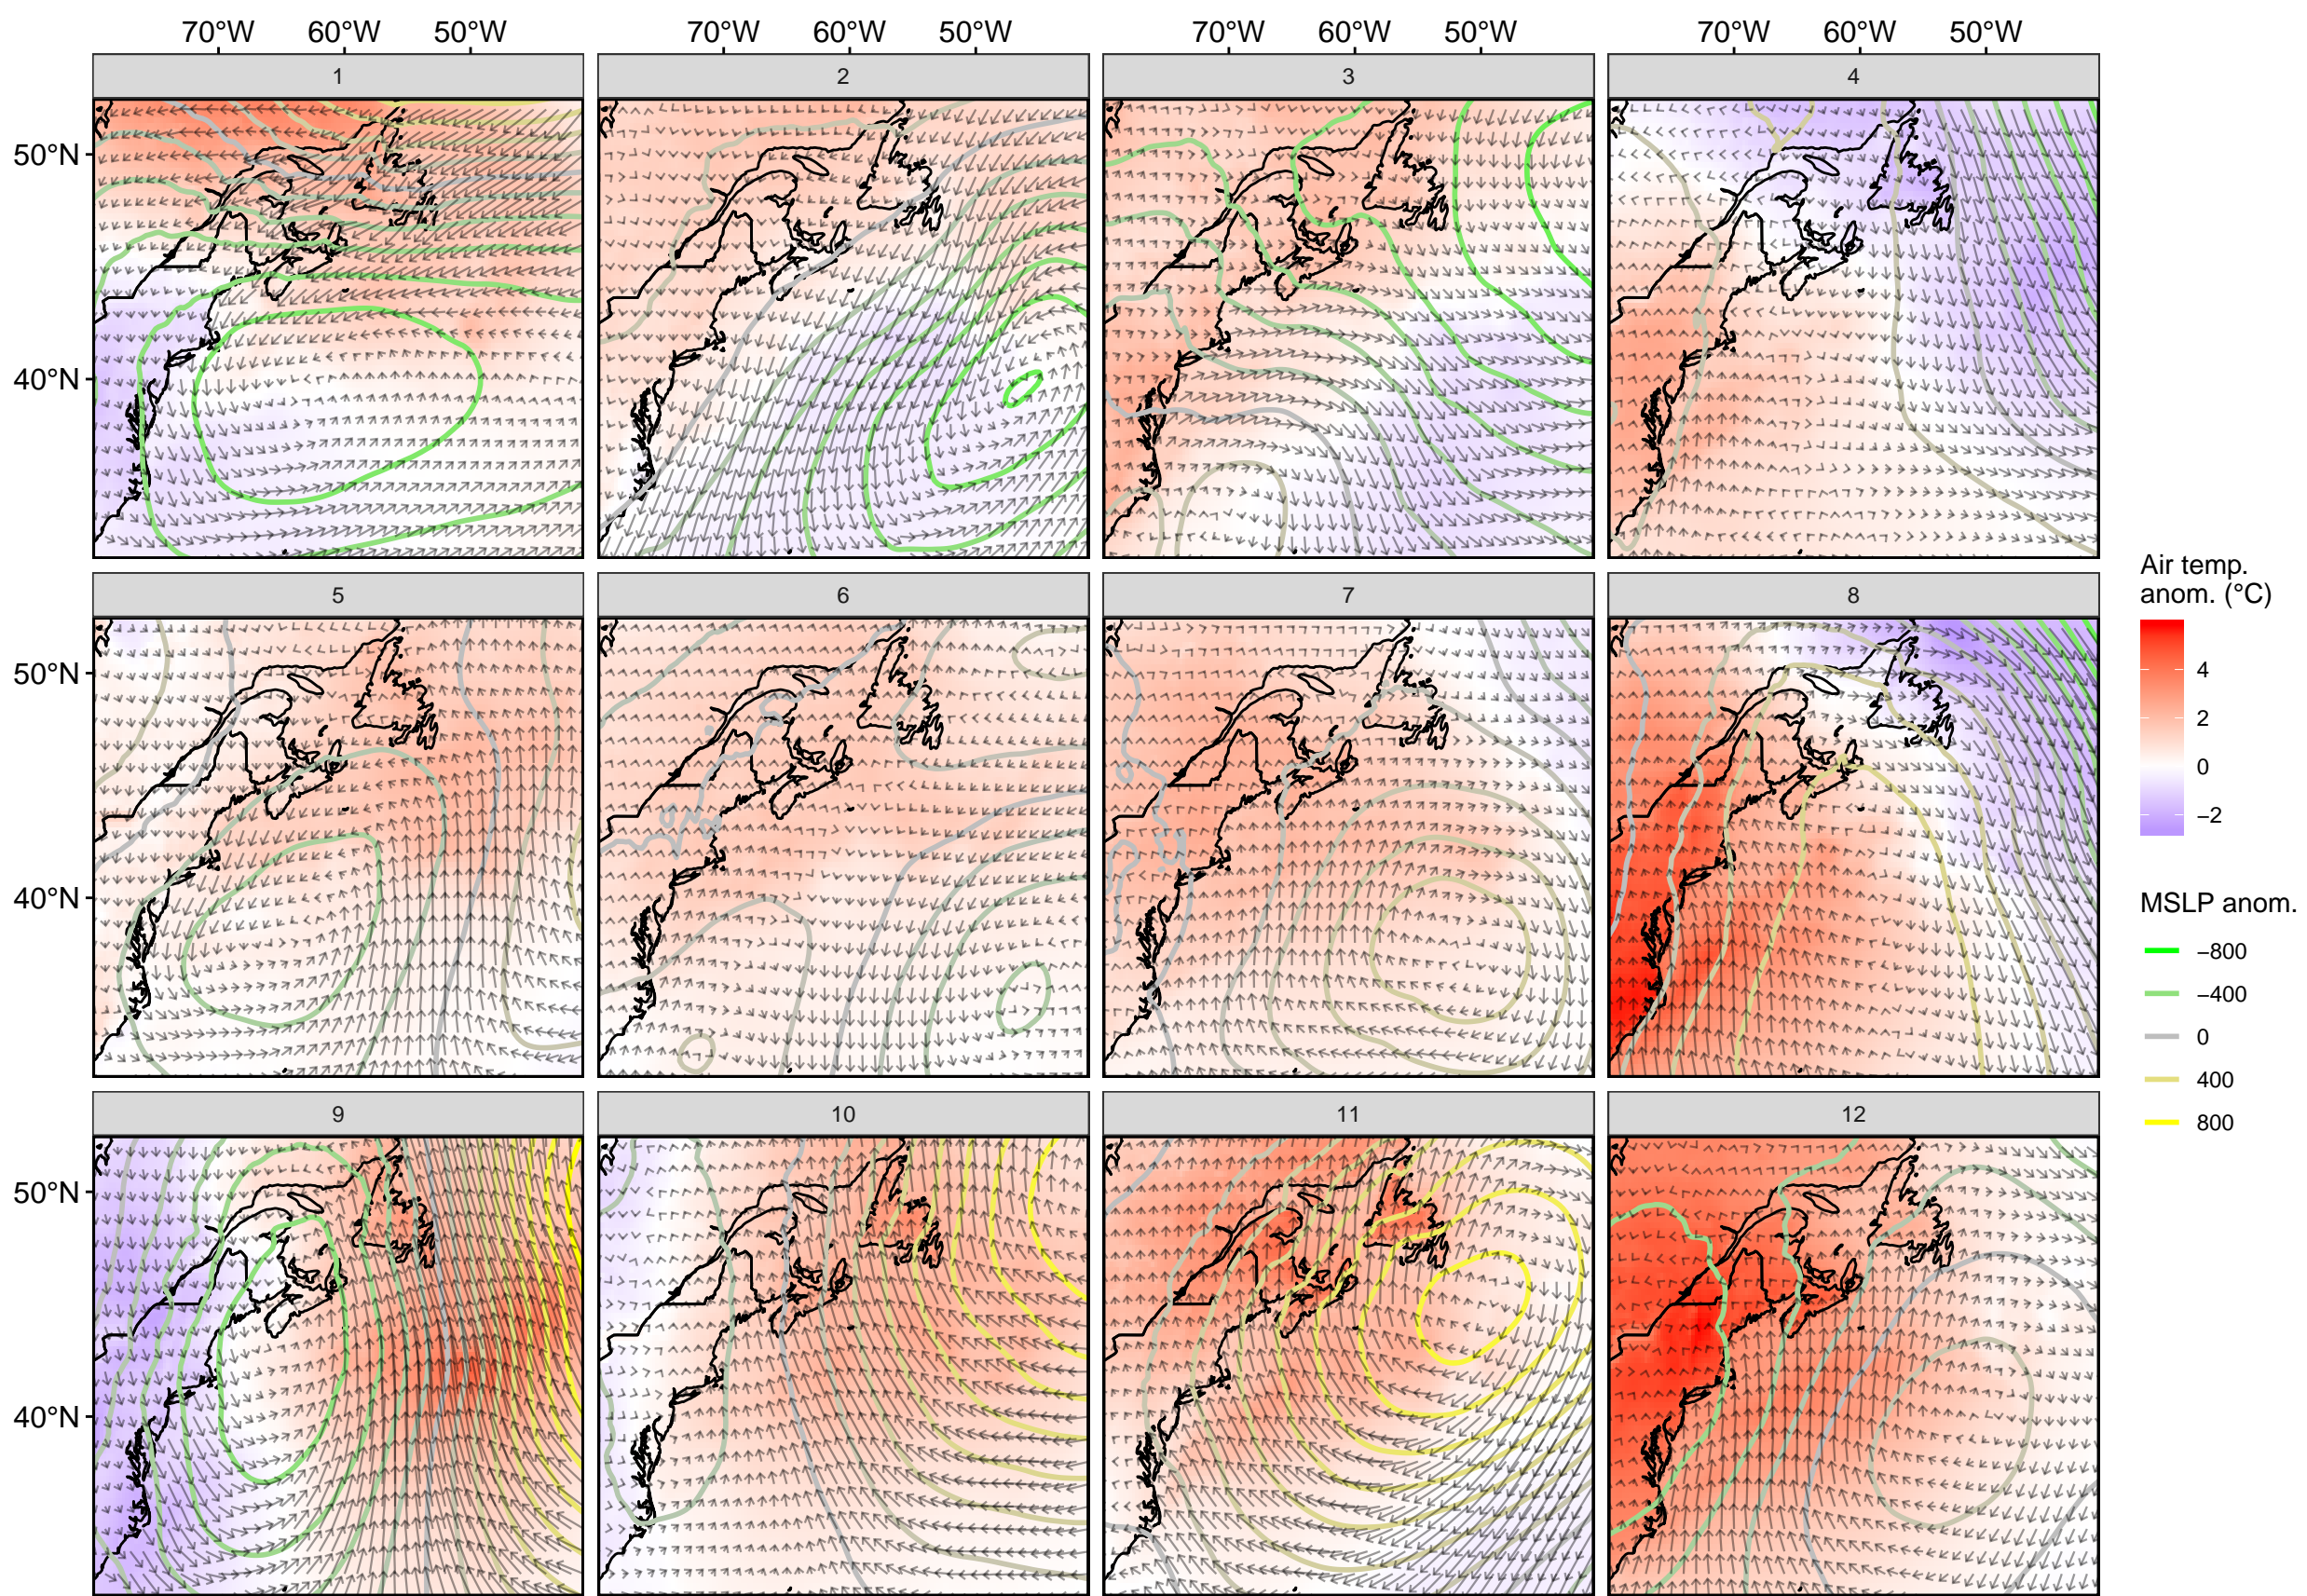 70°W 60°W 50°W 70°W 60°W 50°W 70°W 60°W 50°W 70°W 60°W 50°W
1 2 3 4
50°N
40°N
5 6 7 8
50°N
40°N
9 10 11 12
50°N
40°N
Air temp.
anom. (°C)
4
2
0
−2
MSLP anom.
−800
−400
0
400
800